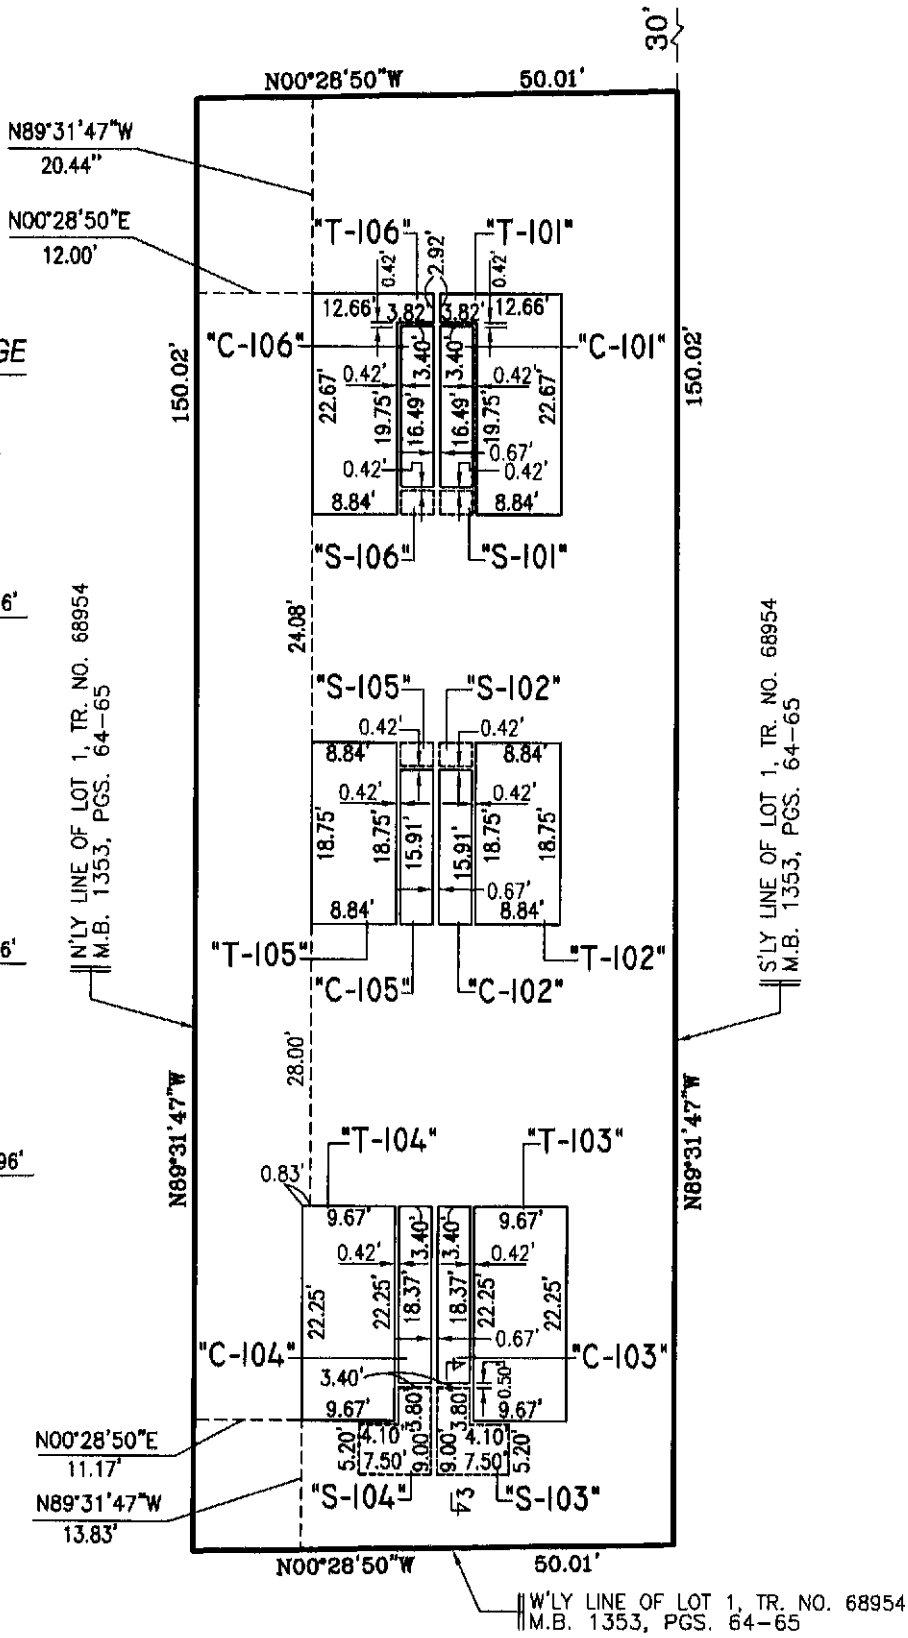 30'
N00°28'50"W 50.01'
N89°31'47"W
20.44"
N00°28'50"E
12.00'
"T-106" "T-101"
0.42' 2.92' 0.42'
12.66' 3.82' 3.82' 12.66'
"C-106" 3.40' 3.40' "C-101"
GE
150.02' 150.02'
0.42' 0.42'
22.67' 19.75' 16.49' 16.49' 19.75' 22.67'
0.67'
0.42' 0.42'
8.84' 8.84'
"S-106" "S-101"
6'
24.08'
N'LY LINE OF LOT 1, TR. NO. 68954
M.B. 1353, PGS. 64-65
S'LY LINE OF LOT 1, TR. NO. 68954
M.B. 1353, PGS. 64-65
"S-105" "S-102"
0.42' 0.42'
8.84' 8.84'
0.42' 0.42'
18.75' 18.75' 15.91' 15.91' 18.75' 18.75'
0.67'
8.84' 8.84'
"T-105" "T-102"
"C-105" "C-102"
6'
28.00'
N89°31'47"W N89°31'47"W
"T-104" "T-103"
96'
0.83'
9.67' 3.40' 3.40' 9.67'
0.42' 0.42'
22.25' 22.25' 18.37' 18.37' 22.25' 22.25'
0.67'
"C-104" "C-103"
3.40' 0.50'
9.67' 3.80' 3.80' 9.67'
4.10' 4.10'
5.20' 7.50' 9.00' 9.00' 7.50' 5.20'
N00°28'50"E
11.17'
"S-104" 3 "S-103"
N89°31'47"W
13.83'
N00°28'50"W 50.01'
W'LY LINE OF LOT 1, TR. NO. 68954
M.B. 1353, PGS. 64-65